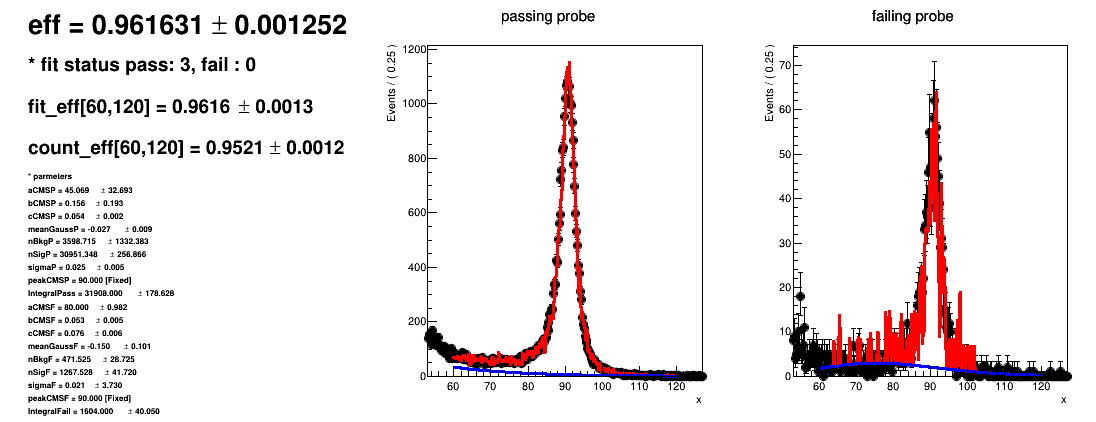 eff = 0.961631 ± 0.001252
* fit status pass: 3, fail : 0
fit_eff[60,120] = 0.9616 ± 0.0013
count_eff[60,120] = 0.9521 ± 0.0012
* parmeters
aCMSP = 45.069 ± 32.693
bCMSP = 0.156 ± 0.193
cCMSP = 0.054 ± 0.002
meanGaussP = -0.027 ± 0.009
nBkgP = 3598.715 ± 1332.383
nSigP = 30951.348 ± 256.866
sigmaP = 0.025 ± 0.005
peakCMSP = 90.000 [Fixed]
IntegralPass = 31908.000 ± 178.628
aCMSF = 80.000 ± 0.982
bCMSF = 0.053 ± 0.005
cCMSF = 0.076 ± 0.006
meanGaussF = -0.150 ± 0.101
nBkgF = 471.525 ± 28.725
nSigF = 1267.528 ± 41.720
sigmaF = 0.021 ± 3.730
peakCMSF = 90.000 [Fixed]
IntegralFail = 1604.000 ± 40.050
passing probe
Events / ( 0.25 )
1200
1000
800
600
400
200
0
60 70 80 90 100 110 120
x
failing probe
Events / ( 0.25 )
70
60
50
40
30
20
10
0
60 70 80 90 100 110 120
x